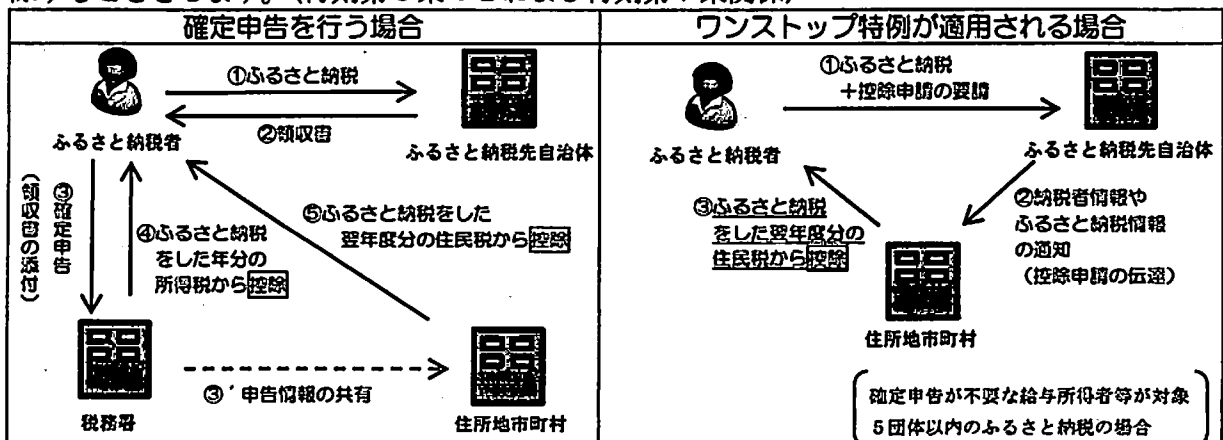 確定申告を行う場合
①ふるさと納税
②領収書
ふるさと納税者
ふるさと納税先自治体
③確定申告
(領収書の添付)
④ふるさと納税
をした年分の
所得税から控除
⑤ふるさと納税をした
翌年度分の住民税から控除
③´申告情報の共有
税務署
住所地市町村
ワンストップ特例が適用される場合
①ふるさと納税
+控除申請の要請
ふるさと納税者
ふるさと納税先自治体
②納税者情報や
ふるさと納税情報
の通知
(控除申請の伝達)
③ふるさと納税
をした翌年度分の
住民税から控除
住所地市町村
確定申告が不要な給与所得者等が対象
5団体以内のふるさと納税の場合